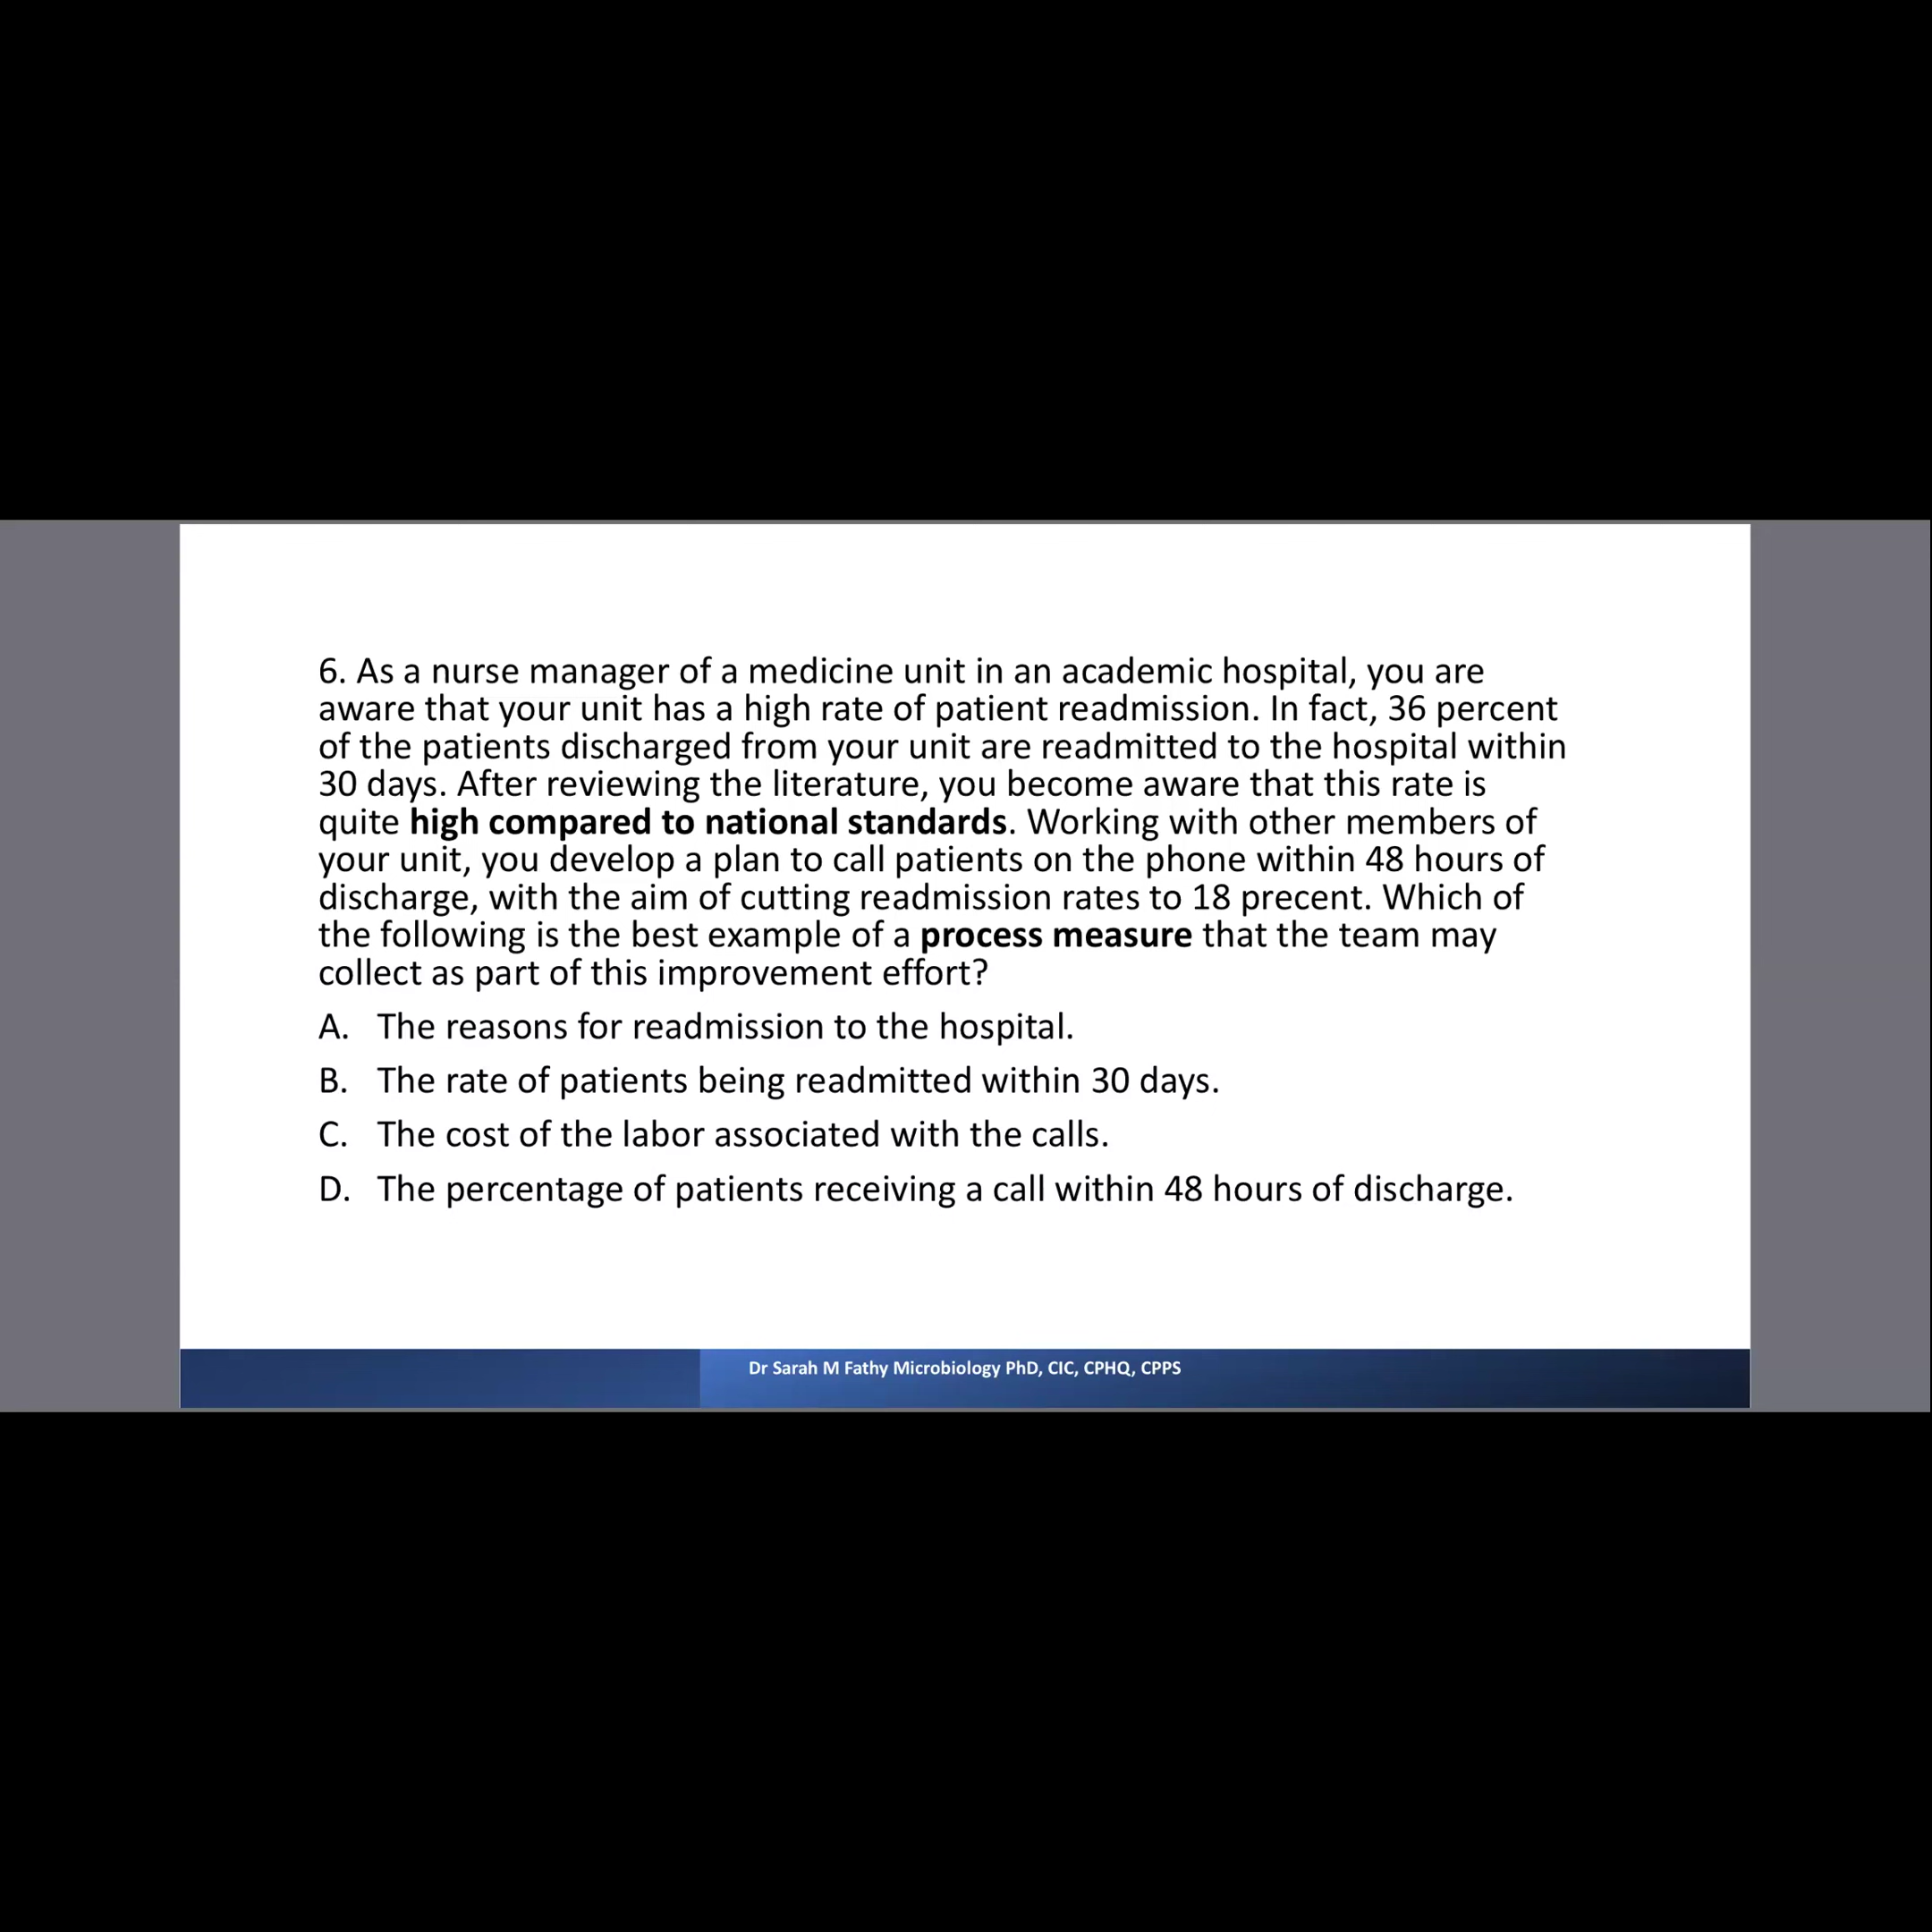 6. As a nurse manager of a medicine unit in an academic hospital, you are
aware that your unit has a high rate of patient readmission. In fact, 36 percent
of the patients discharged from your unit are readmitted to the hospital within
30 days. After reviewing the literature, you become aware that this rate is
quite high compared to national standards. Working with other members of
your unit, you develop a plan to call patients on the phone within 48 hours of
discharge, with the aim of cutting readmission rates to 18 precent. Which of
the following is the best example of a process measure that the team may
collect as part of this improvement effort?
A. The reasons for readmission to the hospital.
B. The rate of patients being readmitted within 30 days.
C. The cost of the labor associated with the calls.
D. The percentage of patients receiving a call within 48 hours of discharge.
Dr Sarah M Fathy Microbiology PhD, CIC, CPHQ, CPPS